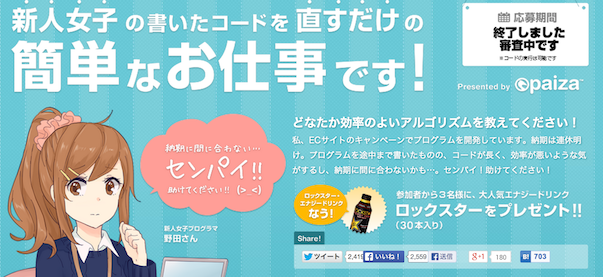 新人女子の書いたコードを直すだけの
簡単なお仕事です!
応募期間
終了しました
審査中です
※コードの実行は可能です
Presented by paiza
納期に間に合わない…
センパイ!!
助けてください!! (>_<)
どなたか効率のよいアルゴリズムを教えてください!
私、ECサイトのキャンペーンでプログラムを開発しています。納期は連休明
け。プログラムを途中まで書いたものの、コードが長く、効率が悪いような気
がするし、納期に間に合わないかも…。センパイ!助けてください!
ロックスター
エナジードリンク
なう!
参加者から3名様に、大人気エナジードリンク
ロックスターをプレゼント!!
(30本入り)
新人女子プログラマ
野田さん
Share!
ツイート 2,419 いいね! 2,559 送信 +1 180 B! 703